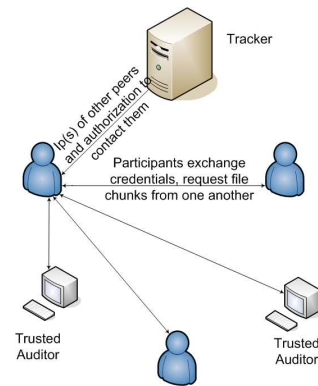 Tracker
Ip(s) of other peers
and authorization to
contact them
Participants exchange
credentials, request file
chunks from one another
Trusted
Auditor
Trusted
Auditor